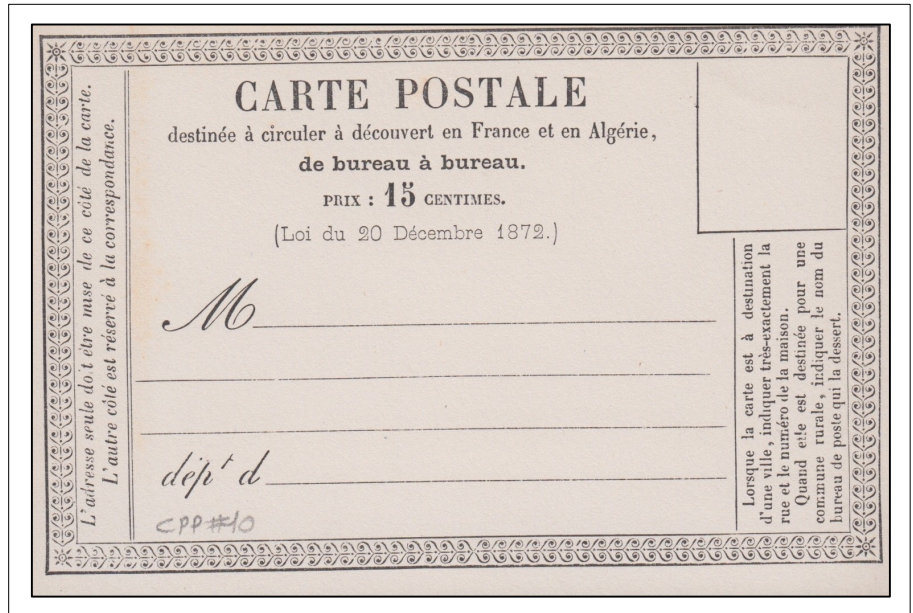 CARTE POSTALE
destinée à circuler à découvert en France et en Algérie,
de bureau à bureau.
PRIX : 15 CENTIMES.
(Loi du 20 Décembre 1872.)
M
dépt d
CPP #10
L'adresse seule doit être mise de ce côté de la carte.
L'autre côté est réservé à la correspondance.
Lorsque la carte est à destination
d'une ville, indiquer très-exactement la
rue et le numéro de la maison.
Quand elle est destinée pour une
commune rurale, indiquer le nom du
bureau de poste qui la dessert.